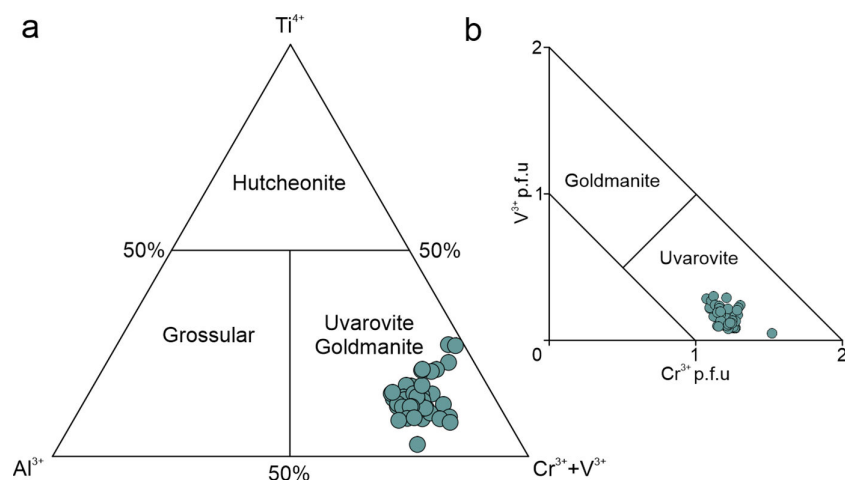 a
Ti⁴⁺
Hutcheonite
50%
50%
Grossular
Uvarovite
Goldmanite
Al³⁺
50%
Cr³⁺+V³⁺
b
2
Goldmanite
V³⁺ p.f.u
1
Uvarovite
0
1
2
Cr³⁺ p.f.u